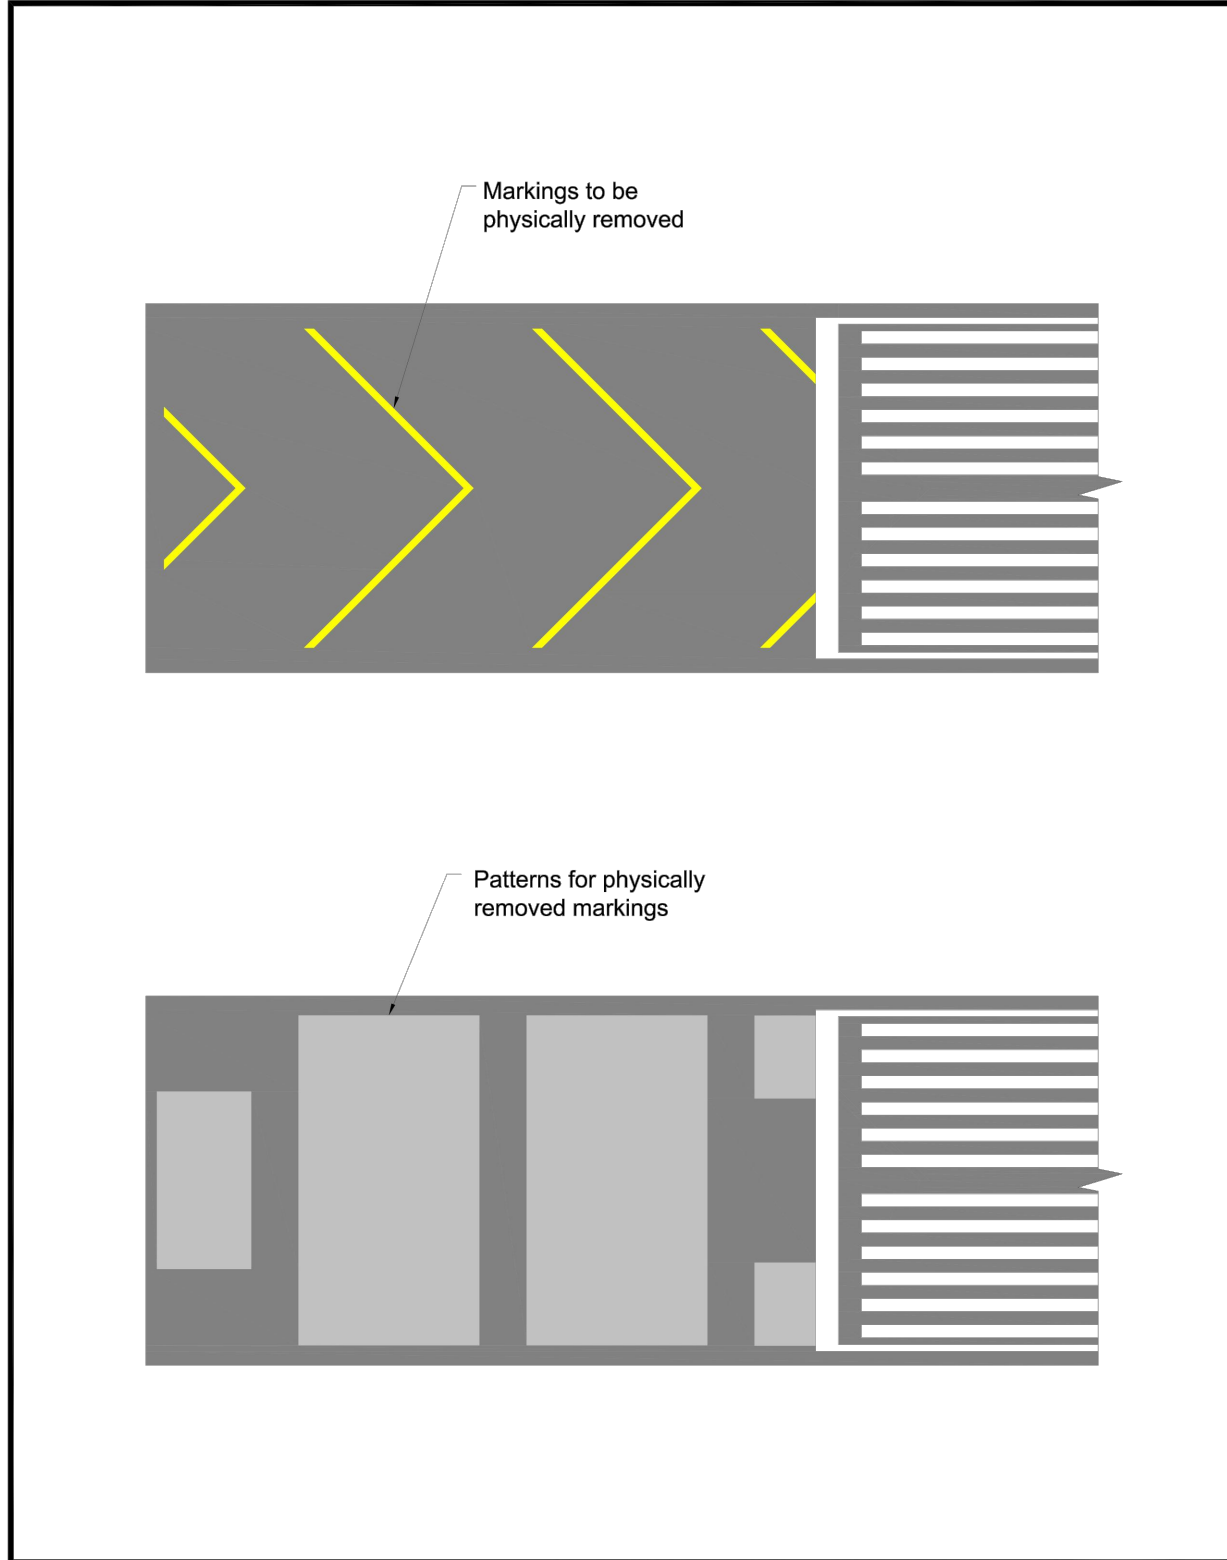 Markings to be
physically removed
Patterns for physically
removed markings